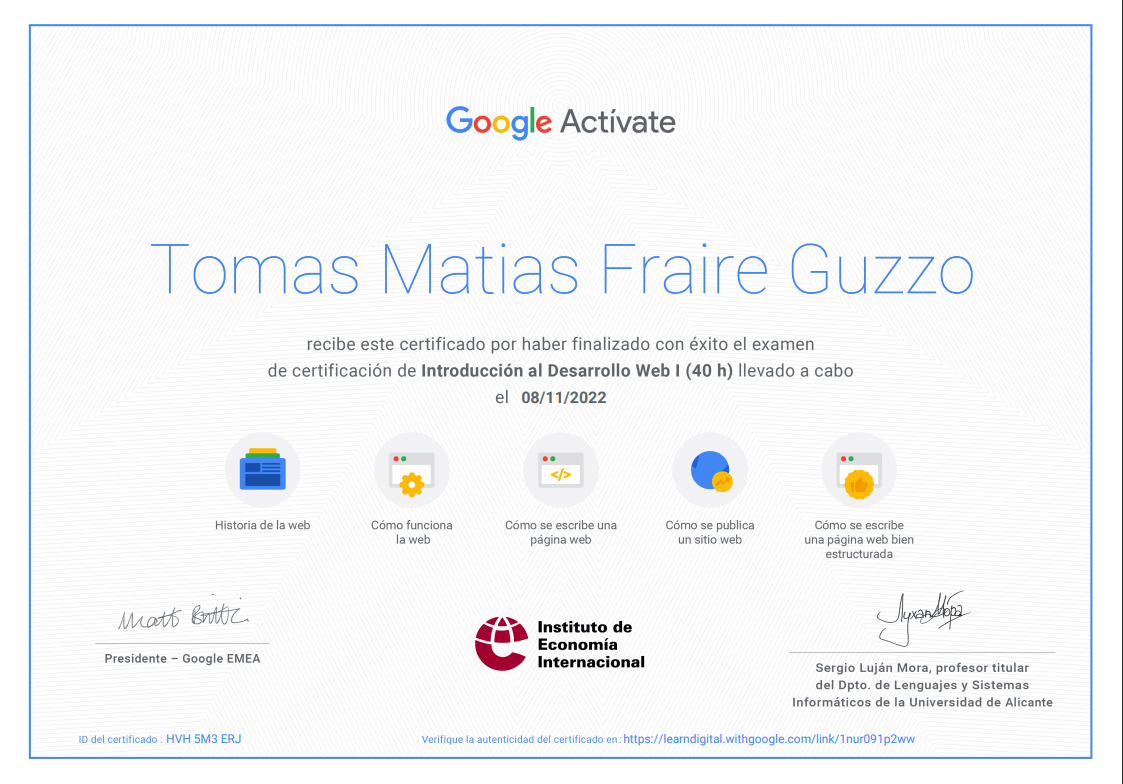 Google Actívate
Tomas Matias Fraire Guzzo
recibe este certificado por haber finalizado con éxito el examen
de certificación de Introducción al Desarrollo Web I (40 h) llevado a cabo
el 08/11/2022
</>
Historia de la web
Cómo funciona
la web
Cómo se escribe una
página web
Cómo se publica
un sitio web
Cómo se escribe
una página web bien
estructurada
Matt Brittin
Presidente – Google EMEA
Instituto de
Economía
Internacional
Sergio Luján Mora, profesor titular
del Dpto. de Lenguajes y Sistemas
Informáticos de la Universidad de Alicante
ID del certificado : HVH 5M3 ERJ
Verifique la autenticidad del certificado en: https://learndigital.withgoogle.com/link/1nur091p2ww